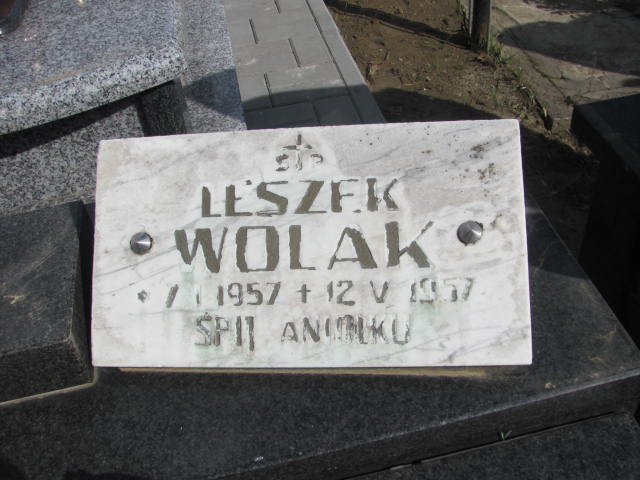 Ś✝P
LESZEK
WOLAK
* 7 I 1957 + 12 V 1957
ŚPIJ ANIOŁKU